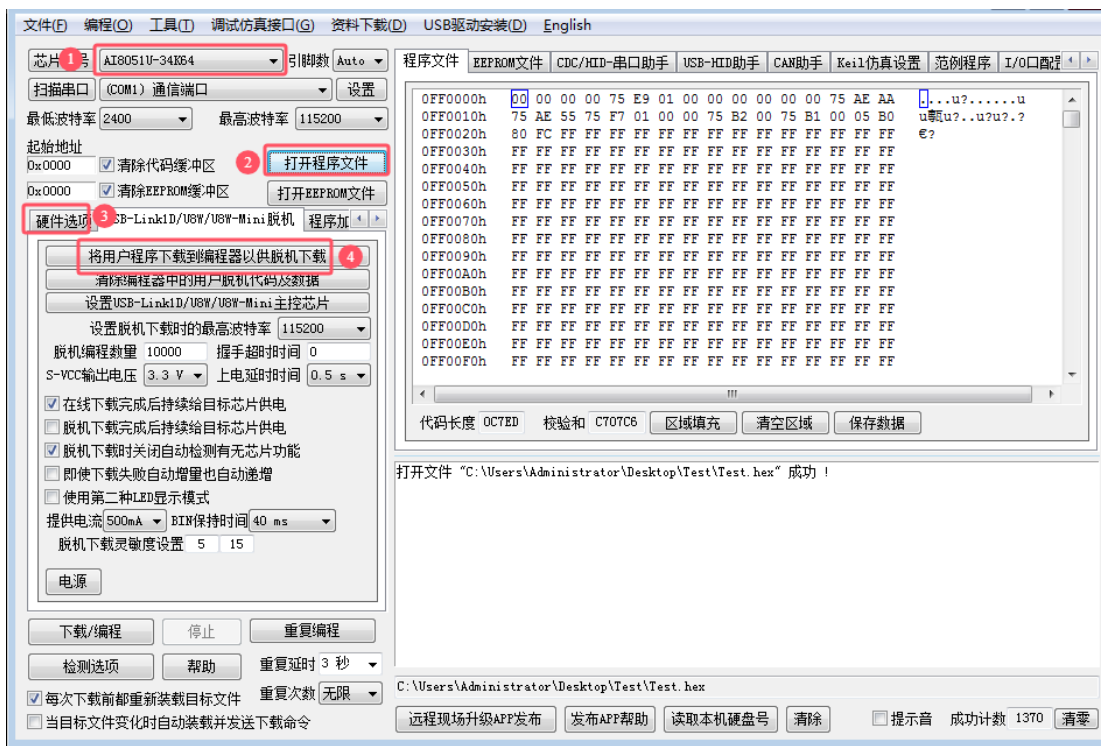 文件(F) 编程(O) 工具(T) 调试仿真接口(G) 资料下载(D) USB驱动安装(D) English
芯片 1 号 AI8051U-34K64 引脚数 Auto
扫描串口 (COM1) 通信端口 设置
最低波特率 2400 最高波特率 115200
起始地址
0x0000 清除代码缓冲区 2 打开程序文件
0x0000 清除EEPROM缓冲区 打开EEPROM文件
硬件选项 3 SB-Link1D/U8W/U8W-Mini脱机 程序加
将用户程序下载到编程器以供脱机下载 4
清除编程器中的用户脱机代码及数据
设置USB-Link1D/U8W/U8W-Mini主控芯片
设置脱机下载时的最高波特率 115200
脱机编程数量 10000 握手超时时间 0
S-VCC输出电压 3.3 V 上电延时时间 0.5 s
在线下载完成后持续给目标芯片供电
脱机下载完成后持续给目标芯片供电
脱机下载时关闭自动检测有无芯片功能
即使下载失败自动增量也自动递增
使用第二种LED显示模式
提供电流 500mA BIN保持时间 40 ms
脱机下载灵敏度设置 5 15
电源
下载/编程 停止 重复编程
检测选项 帮助 重复延时 3 秒
每次下载前都重新装载目标文件 重复次数 无限
当目标文件变化时自动装载并发送下载命令
程序文件 EEPROM文件 CDC/HID-串口助手 USB-HID助手 CAN助手 Keil仿真设置 范例程序 I/O口配
0FF0000h 00 00 00 00 75 E9 01 00 00 00 00 00 00 75 AE AA ....u?......u
0FF0010h 75 AE 55 75 F7 01 00 00 75 B2 00 75 B1 00 05 B0 u甎u?..u?u?.?
0FF0020h 80 FC FF FF FF FF FF FF FF FF FF FF FF FF FF FF €?
0FF0030h FF FF FF FF FF FF FF FF FF FF FF FF FF FF FF FF
0FF0040h FF FF FF FF FF FF FF FF FF FF FF FF FF FF FF FF
0FF0050h FF FF FF FF FF FF FF FF FF FF FF FF FF FF FF FF
0FF0060h FF FF FF FF FF FF FF FF FF FF FF FF FF FF FF FF
0FF0070h FF FF FF FF FF FF FF FF FF FF FF FF FF FF FF FF
0FF0080h FF FF FF FF FF FF FF FF FF FF FF FF FF FF FF FF
0FF0090h FF FF FF FF FF FF FF FF FF FF FF FF FF FF FF FF
0FF00A0h FF FF FF FF FF FF FF FF FF FF FF FF FF FF FF FF
0FF00B0h FF FF FF FF FF FF FF FF FF FF FF FF FF FF FF FF
0FF00C0h FF FF FF FF FF FF FF FF FF FF FF FF FF FF FF FF
0FF00D0h FF FF FF FF FF FF FF FF FF FF FF FF FF FF FF FF
0FF00E0h FF FF FF FF FF FF FF FF FF FF FF FF FF FF FF FF
0FF00F0h FF FF FF FF FF FF FF FF FF FF FF FF FF FF FF FF
代码长度 0C7ED 校验和 C707C6 区域填充 清空区域 保存数据
打开文件 “C:\Users\Administrator\Desktop\Test\Test.hex” 成功 !
C:\Users\Administrator\Desktop\Test\Test.hex
远程现场升级APP发布 发布APP帮助 读取本机硬盘号 清除 提示音 成功计数 1370 清零